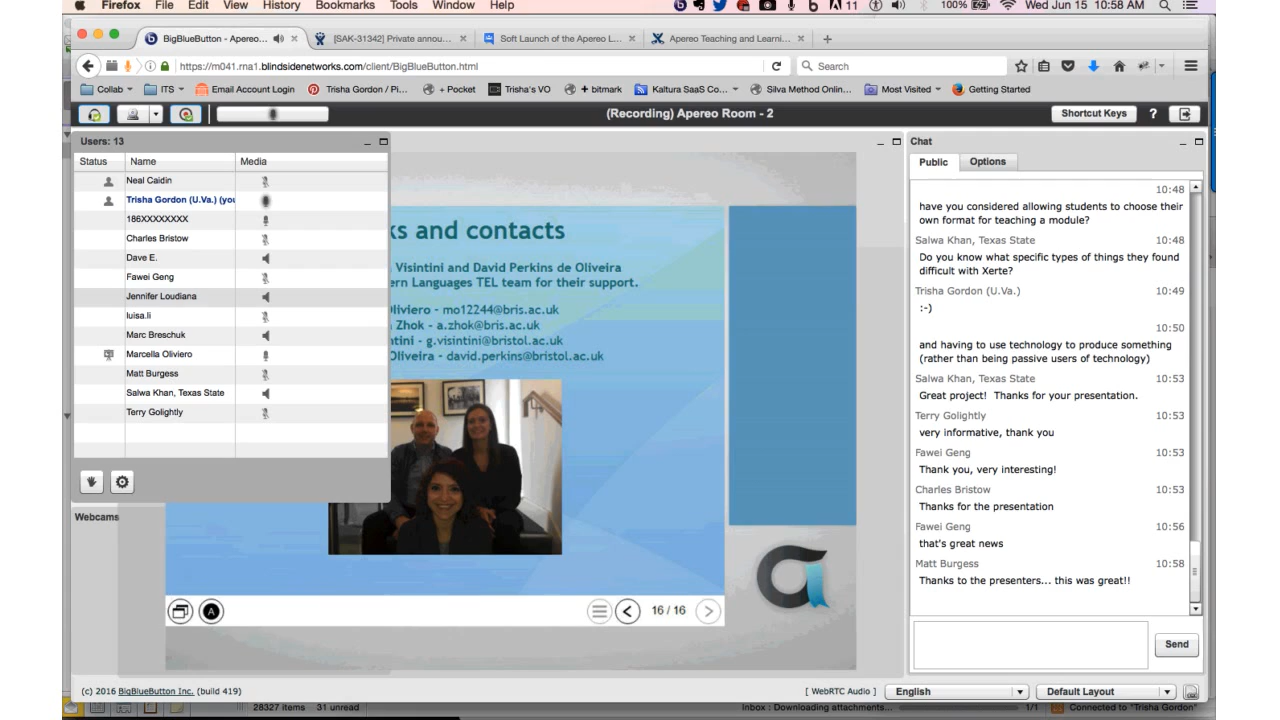 Firefox File Edit View History Bookmarks Tools Window Help 11 100% Wed Jun 15 10:58 AM
BigBlueButton - Apereo... [SAK-31342] Private annou... Soft Launch of the Apereo L... Apereo Teaching and Learni...
https://m041.rna1.blindsidenetworks.com/client/BigBlueButton.html
Search
Collab ITS Email Account Login Trisha Gordon / Pi... + Pocket Trisha's VO + bitmark Kaltura SaaS Co... Silva Method Onlin... Most Visited Getting Started
(Recording) Apereo Room - 2
Shortcut Keys ?
Users: 13
Status Name Media
Neal Caidin
Trisha Gordon (U.Va.) (you
186XXXXXXXX
Charles Bristow
Dave E.
Fawei Geng
Jennifer Loudiana
luisa.li
Marc Breschuk
Marcella Oliviero
Matt Burgess
Salwa Khan, Texas State
Terry Golightly
Webcams
ks and contacts
Visintini and David Perkins de Oliveira
rn Languages TEL team for their support.
liviero - mo12244@bris.ac.uk
Zhok - a.zhok@bris.ac.uk
ntini - g.visintini@bristol.ac.uk
Oliveira - david.perkins@bristol.ac.uk
A
16 / 16
Chat
Public Options
10:48
have you considered allowing students to choose their
own format for teaching a module?
Salwa Khan, Texas State 10:48
Do you know what specific types of things they found
difficult with Xerte?
Trisha Gordon (U.Va.) 10:49
:-)
10:50
and having to use technology to produce something
(rather than being passive users of technology)
Salwa Khan, Texas State 10:53
Great project! Thanks for your presentation.
Terry Golightly 10:53
very informative, thank you
Fawei Geng 10:53
Thank you, very interesting!
Charles Bristow 10:53
Thanks for the presentation
Fawei Geng 10:56
that's great news
Matt Burgess 10:58
Thanks to the presenters... this was great!!
Send
(c) 2016 BigBlueButton Inc. (build 419)
[ WebRTC Audio ] English Default Layout
28327 items 31 unread
Inbox : Downloading attachments... 1/1 Connected to "Trisha Gordon"